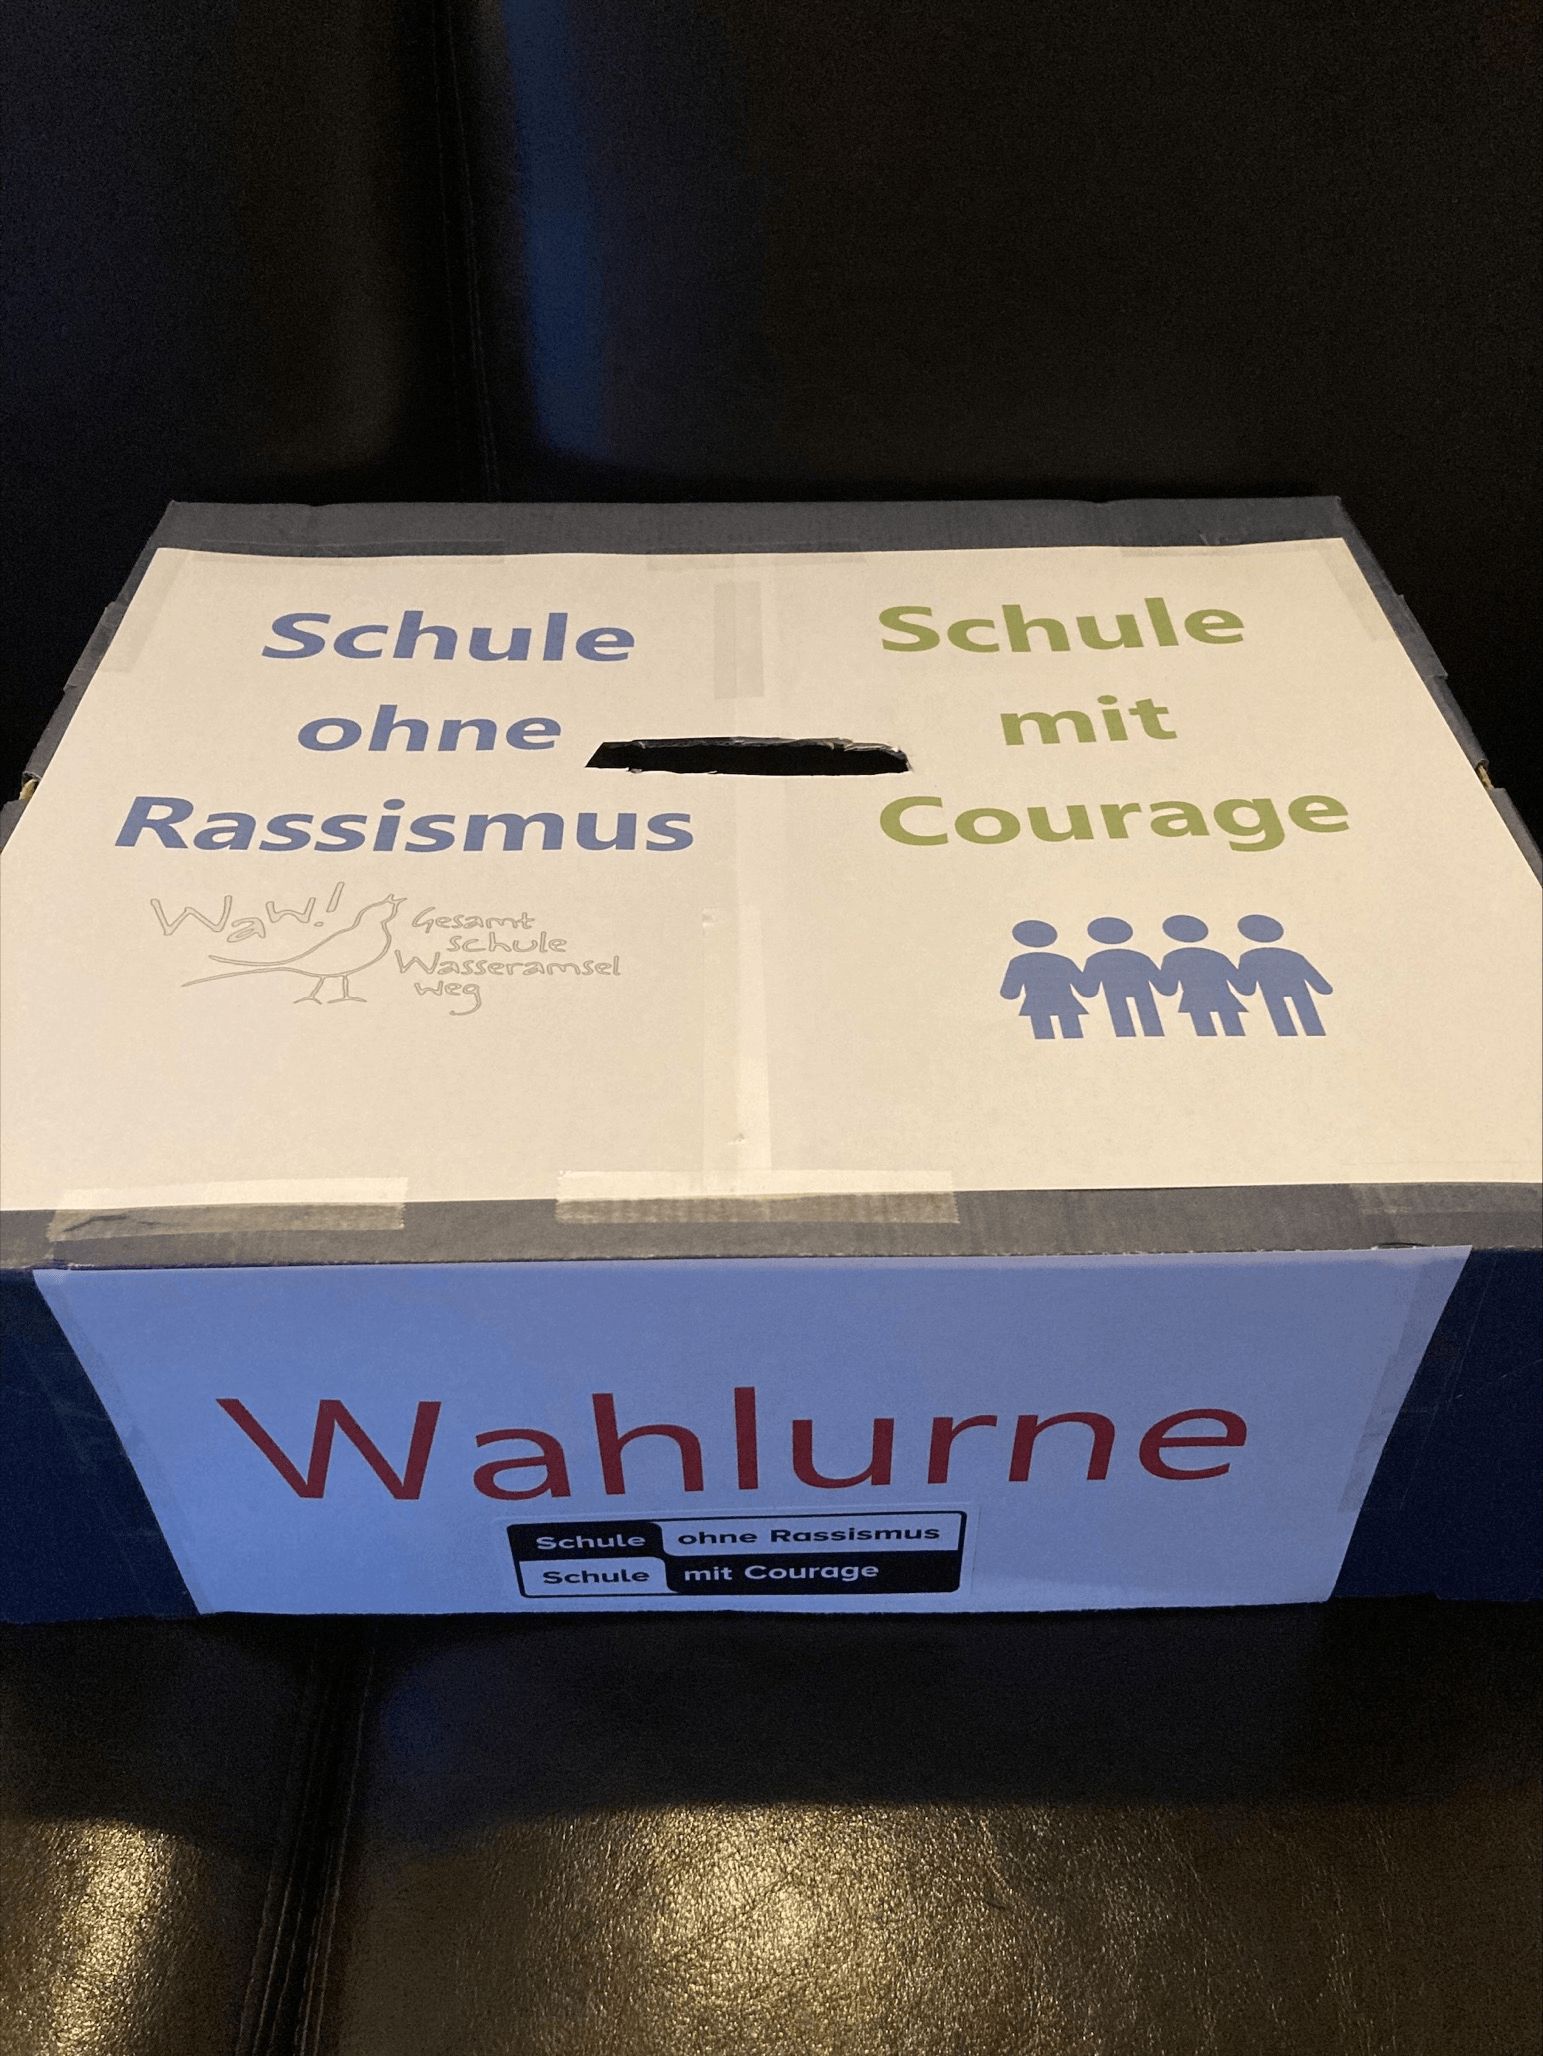 Schule
ohne
Rassismus
Waw!
Gesamt
schule
Wasseramsel
weg
Schule
mit
Courage
Wahlurne
Schule ohne Rassismus
Schule mit Courage